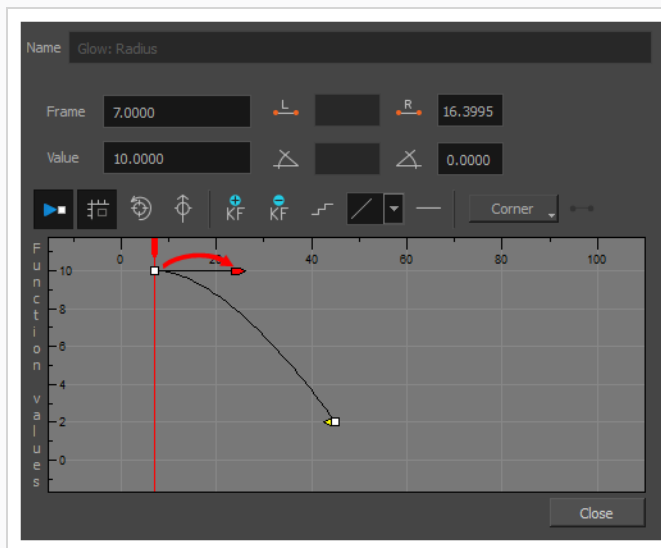 Name Glow: Radius
Frame 7.0000 L R 16.3995
Value 10.0000 0.0000
KF KF Corner
Function values
0 20 40 60 80 100
10
8
6
4
2
0
Close